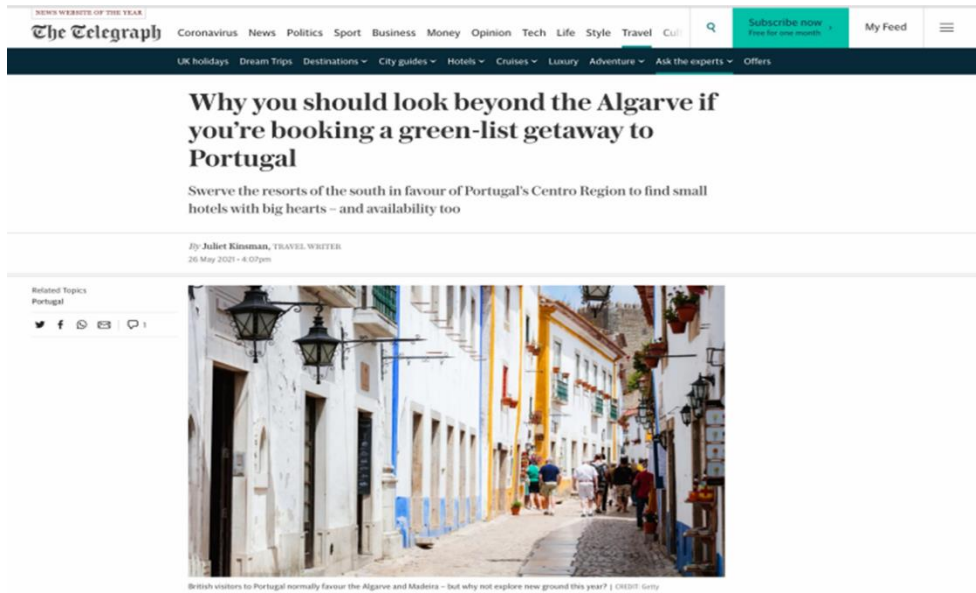 NEWS WEBSITE OF THE YEAR
The Telegraph
Coronavirus News Politics Sport Business Money Opinion Tech Life Style Travel Cul
Subscribe now
Free for one month
My Feed
UK holidays Dream Trips Destinations City guides Hotels Cruises Luxury Adventure Ask the experts Offers
Why you should look beyond the Algarve if
you're booking a green-list getaway to
Portugal
Swerve the resorts of the south in favour of Portugal's Centro Region to find small
hotels with big hearts – and availability too
By Juliet Kinsman, TRAVEL WRITER
26 May 2021 • 4:07pm
Related Topics
Portugal
1
British visitors to Portugal normally favour the Algarve and Madeira – but why not explore new ground this year? | CREDIT: Getty